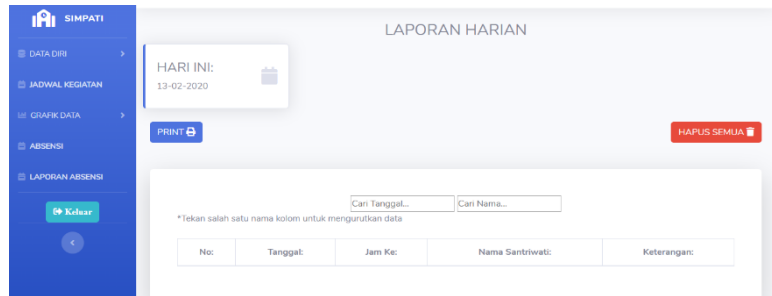 SIMPATI
DATA DIRI
JADWAL KEGIATAN
GRAFIK DATA
ABSENSI
LAPORAN ABSENSI
Keluar
LAPORAN HARIAN
HARI INI:
13-02-2020
PRINT
HAPUS SEMUA
Cari Tanggal... Cari Nama...
*Tekan salah satu nama kolom untuk mengurutkan data
No: Tanggal: Jam Ke: Nama Santriwati: Keterangan: